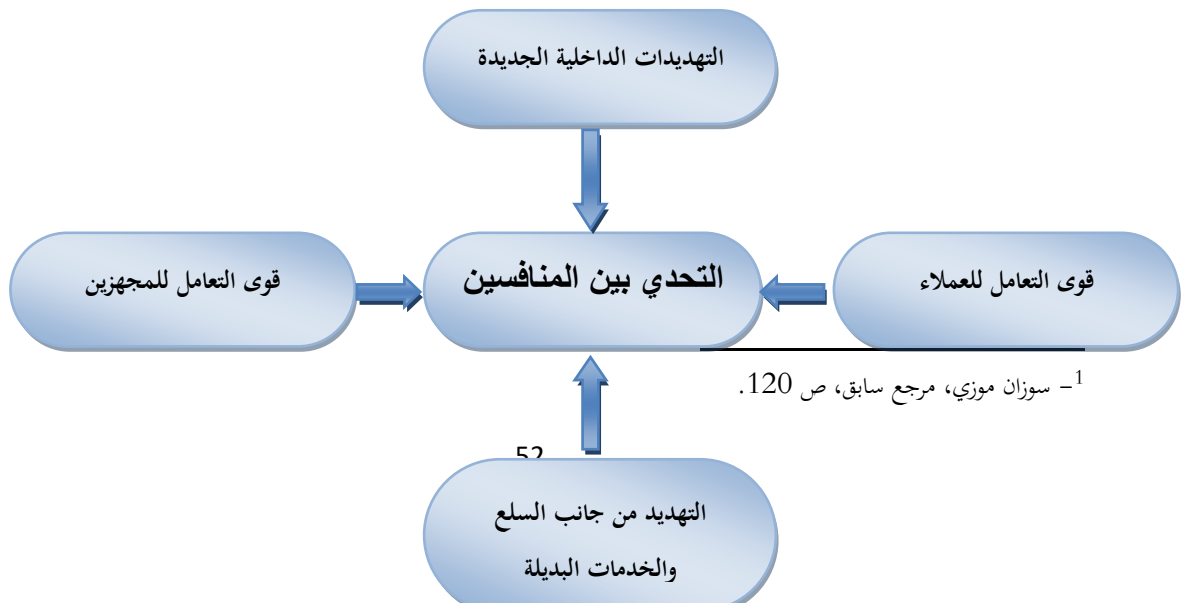 التهديدات الداخلية الجديدة
قوى التعامل للعملاء
التحدي بين المنافسين
قوى التعامل للمجهزين
1- سوزان موزي، مرجع سابق، ص 120.
52
التهديد من جانب السلع
والخدمات البديلة